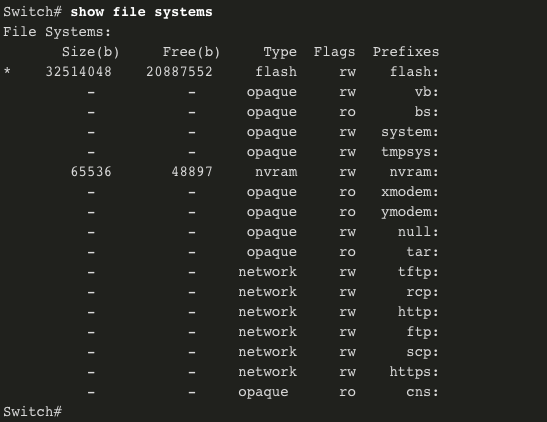 Switch# show file systems
File Systems:
       Size(b)     Free(b)     Type  Flags  Prefixes
*    32514048    20887552     flash     rw    flash:
          -           -      opaque     rw       vb:
          -           -      opaque     ro       bs:
          -           -      opaque     rw   system:
          -           -      opaque     rw   tmpsys:
        65536       48897     nvram     rw    nvram:
          -           -      opaque     ro   xmodem:
          -           -      opaque     ro   ymodem:
          -           -      opaque     rw     null:
          -           -      opaque     ro      tar:
          -           -     network     rw     tftp:
          -           -     network     rw      rcp:
          -           -     network     rw     http:
          -           -     network     rw      ftp:
          -           -     network     rw      scp:
          -           -     network     rw    https:
          -           -     opaque      ro      cns:
Switch#